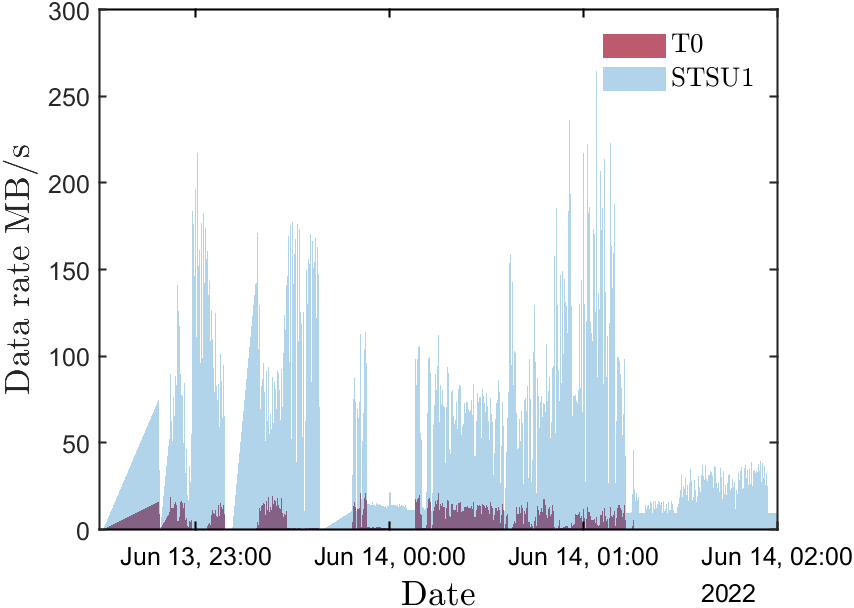 300
250
200
150
100
50
0
Data rate MB/s
T0
STSU1
Jun 13, 23:00
Jun 14, 00:00
Jun 14, 01:00
Jun 14, 02:00
Date
2022